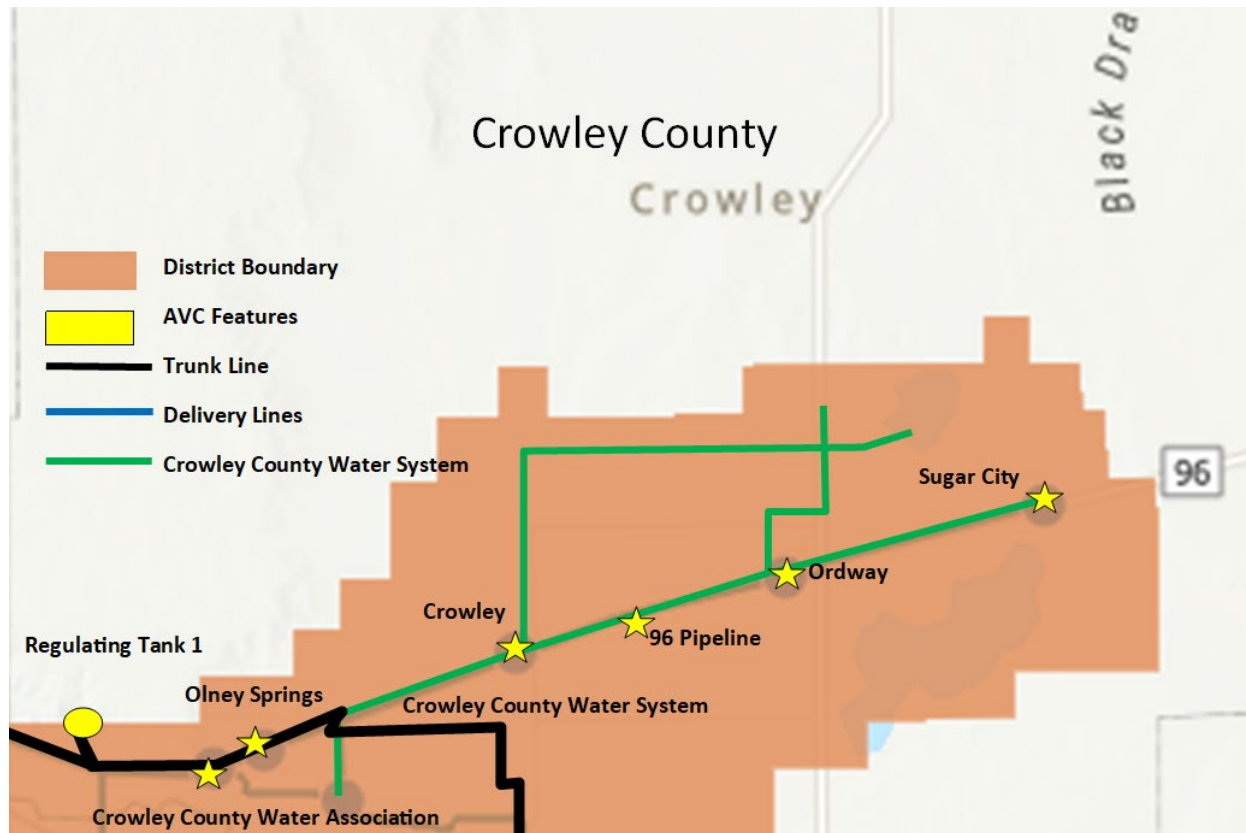 Crowley County
Crowley
Black Dra
District Boundary
AVC Features
Trunk Line
Delivery Lines
Crowley County Water System
96
Sugar City
Ordway
Crowley
96 Pipeline
Regulating Tank 1
Olney Springs
Crowley County Water System
Crowley County Water Association